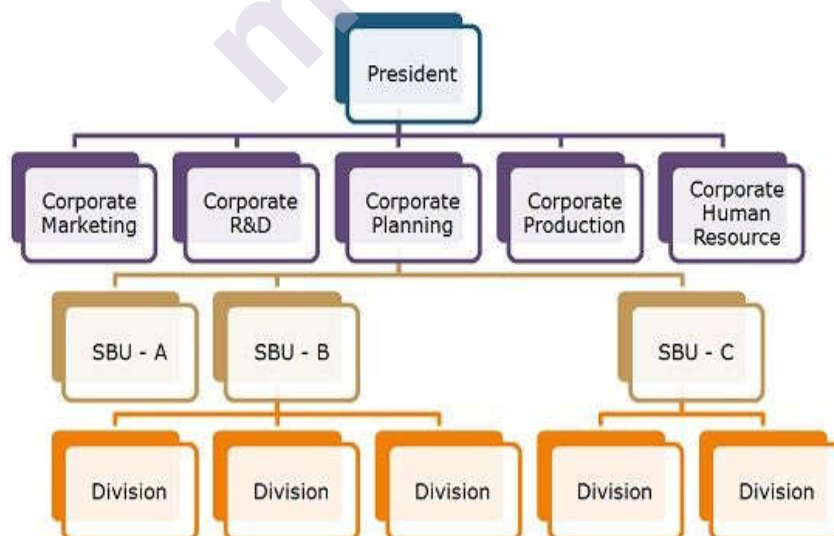 President
Corporate
Marketing
Corporate
R&D
Corporate
Planning
Corporate
Production
Corporate
Human
Resource
SBU - A
SBU - B
SBU - C
Division
Division
Division
Division
Division